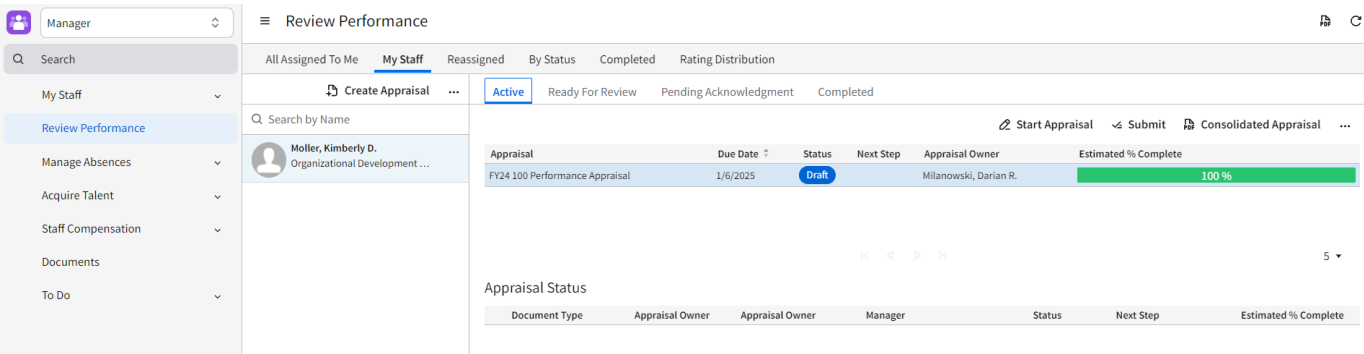 Manager
Search
My Staff
Review Performance
Manage Absences
Acquire Talent
Staff Compensation
Documents
To Do
Review Performance
PDF
All Assigned To Me My Staff Reassigned By Status Completed Rating Distribution
Create Appraisal ...
Search by Name
Moller, Kimberly D.
Organizational Development ...
Active Ready For Review Pending Acknowledgment Completed
Start Appraisal Submit PDF Consolidated Appraisal ...
Appraisal Due Date Status Next Step Appraisal Owner Estimated % Complete
FY24 100 Performance Appraisal 1/6/2025 Draft Milanowski, Darian R. 100 %
5
Appraisal Status
Document Type Appraisal Owner Appraisal Owner Manager Status Next Step Estimated % Complete